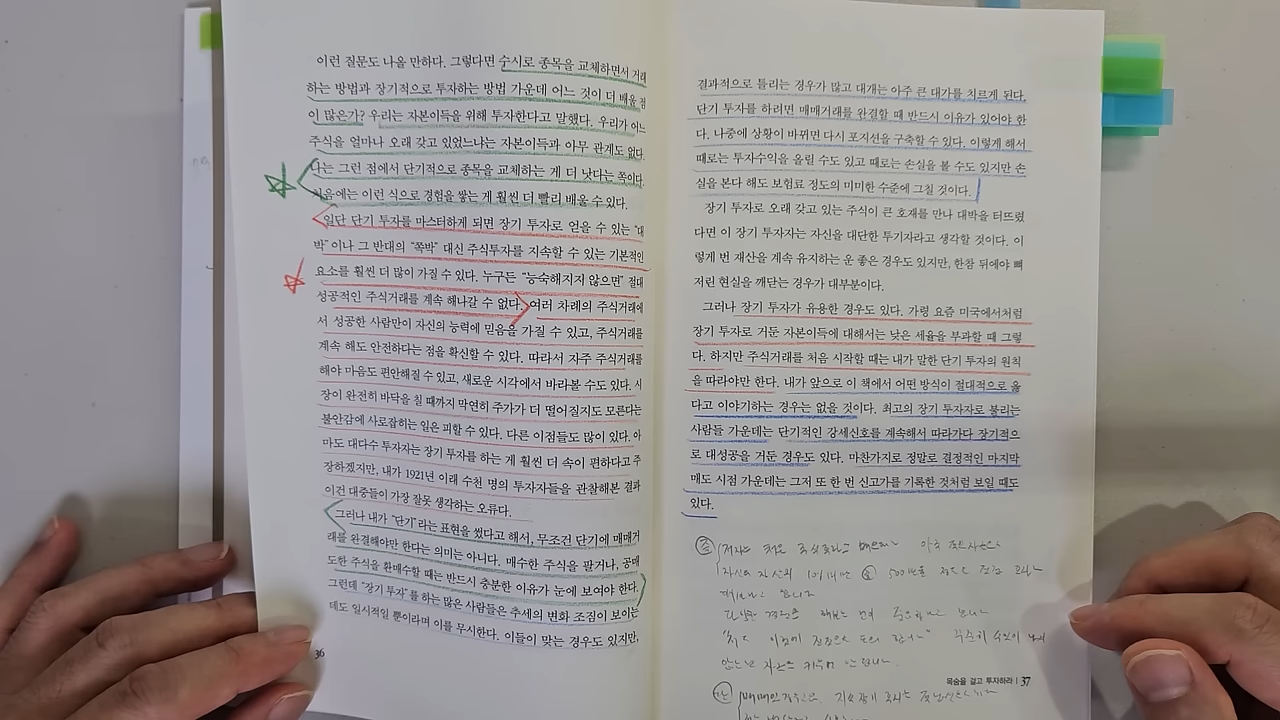 이런 질문도 나올 만하다. 그렇다면 수시로 종목을 교체하면서 거래
하는 방법과 장기적으로 투자하는 방법 가운데 어느 것이 더 배울 점
이 많은가? 우리는 자본이득을 위해 투자한다고 말했다. 우리가 어느
주식을 얼마나 오래 갖고 있었느냐는 자본이득과 아무 관계도 없다.
나는 그런 점에서 단기적으로 종목을 교체하는 게 더 낫다는 쪽이다.
처음에는 이런 식으로 경험을 쌓는 게 훨씬 더 빨리 배울 수 있다.
일단 단기 투자를 마스터하게 되면 장기 투자로 얻을 수 있는 "대
박"이나 그 반대의 "쪽박" 대신 주식투자를 지속할 수 있는 기본적인
요소를 훨씬 더 많이 가질 수 있다. 누구든 "능숙해지지 않으면" 절대
성공적인 주식거래를 계속 해나갈 수 없다. 여러 차례의 주식거래에
서 성공한 사람만이 자신의 능력에 믿음을 가질 수 있고, 주식거래를
계속 해도 안전하다는 점을 확신할 수 있다. 따라서 자주 주식거래를
해야 마음도 편안해질 수 있고, 새로운 시각에서 바라볼 수도 있다. 시
장이 완전히 바닥을 칠 때까지 막연히 주가가 더 떨어질지도 모른다는
불안감에 사로잡히는 일은 피할 수 있다. 다른 이점들도 많이 있다. 아
마도 대다수 투자자는 장기 투자를 하는 게 훨씬 더 속이 편하다고 주
장하겠지만, 내가 1921년 이래 수천 명의 투자자들을 관찰해본 결과
이건 대중들이 가장 잘못 생각하는 오류다.
그러나 내가 "단기"라는 표현을 썼다고 해서, 무조건 단기에 매매거
래를 완결해야만 한다는 의미는 아니다. 매수한 주식을 팔거나, 공매
도한 주식을 환매수할 때는 반드시 충분한 이유가 눈에 보여야 한다.
그런데 "장기 투자"를 하는 많은 사람들은 추세의 변화 조짐이 보이는
데도 일시적일 뿐이라며 이를 무시한다. 이들이 맞는 경우도 있지만,
36
결과적으로 틀리는 경우가 많고 대개는 아주 큰 대가를 치르게 된다.
단기 투자를 하려면 매매거래를 완결할 때 반드시 이유가 있어야 한
다. 나중에 상황이 바뀌면 다시 포지션을 구축할 수 있다. 이렇게 해서
때로는 투자수익을 올릴 수도 있고 때로는 손실을 볼 수도 있지만 손
실을 본다 해도 보험료 정도의 미미한 수준에 그칠 것이다.
장기 투자로 오래 갖고 있는 주식이 큰 호재를 만나 대박을 터뜨렸
다면 이 장기 투자자는 자신을 대단한 투기자라고 생각할 것이다. 이
렇게 번 재산을 계속 유지하는 운 좋은 경우도 있지만, 한참 뒤에야 뼈
저린 현실을 깨닫는 경우가 대부분이다.
그러나 장기 투자가 유용한 경우도 있다. 가령 요즘 미국에서처럼
장기 투자로 거둔 자본이득에 대해서는 낮은 세율을 부과할 때 그렇
다. 하지만 주식거래를 처음 시작할 때는 내가 말한 단기 투자의 원칙
을 따라야만 한다. 내가 앞으로 이 책에서 어떤 방식이 절대적으로 옳
다고 이야기하는 경우는 없을 것이다. 최고의 장기 투자자로 불리는
사람들 가운데는 단기적인 강세신호를 계속해서 따라가다 장기적으
로 대성공을 거둔 경우도 있다. 마찬가지로 정말로 결정적인 마지막
매도 시점 가운데는 그저 또 한 번 신고가를 기록한 것처럼 보일 때도
있다.
목숨을 걸고 투자하라 | 37